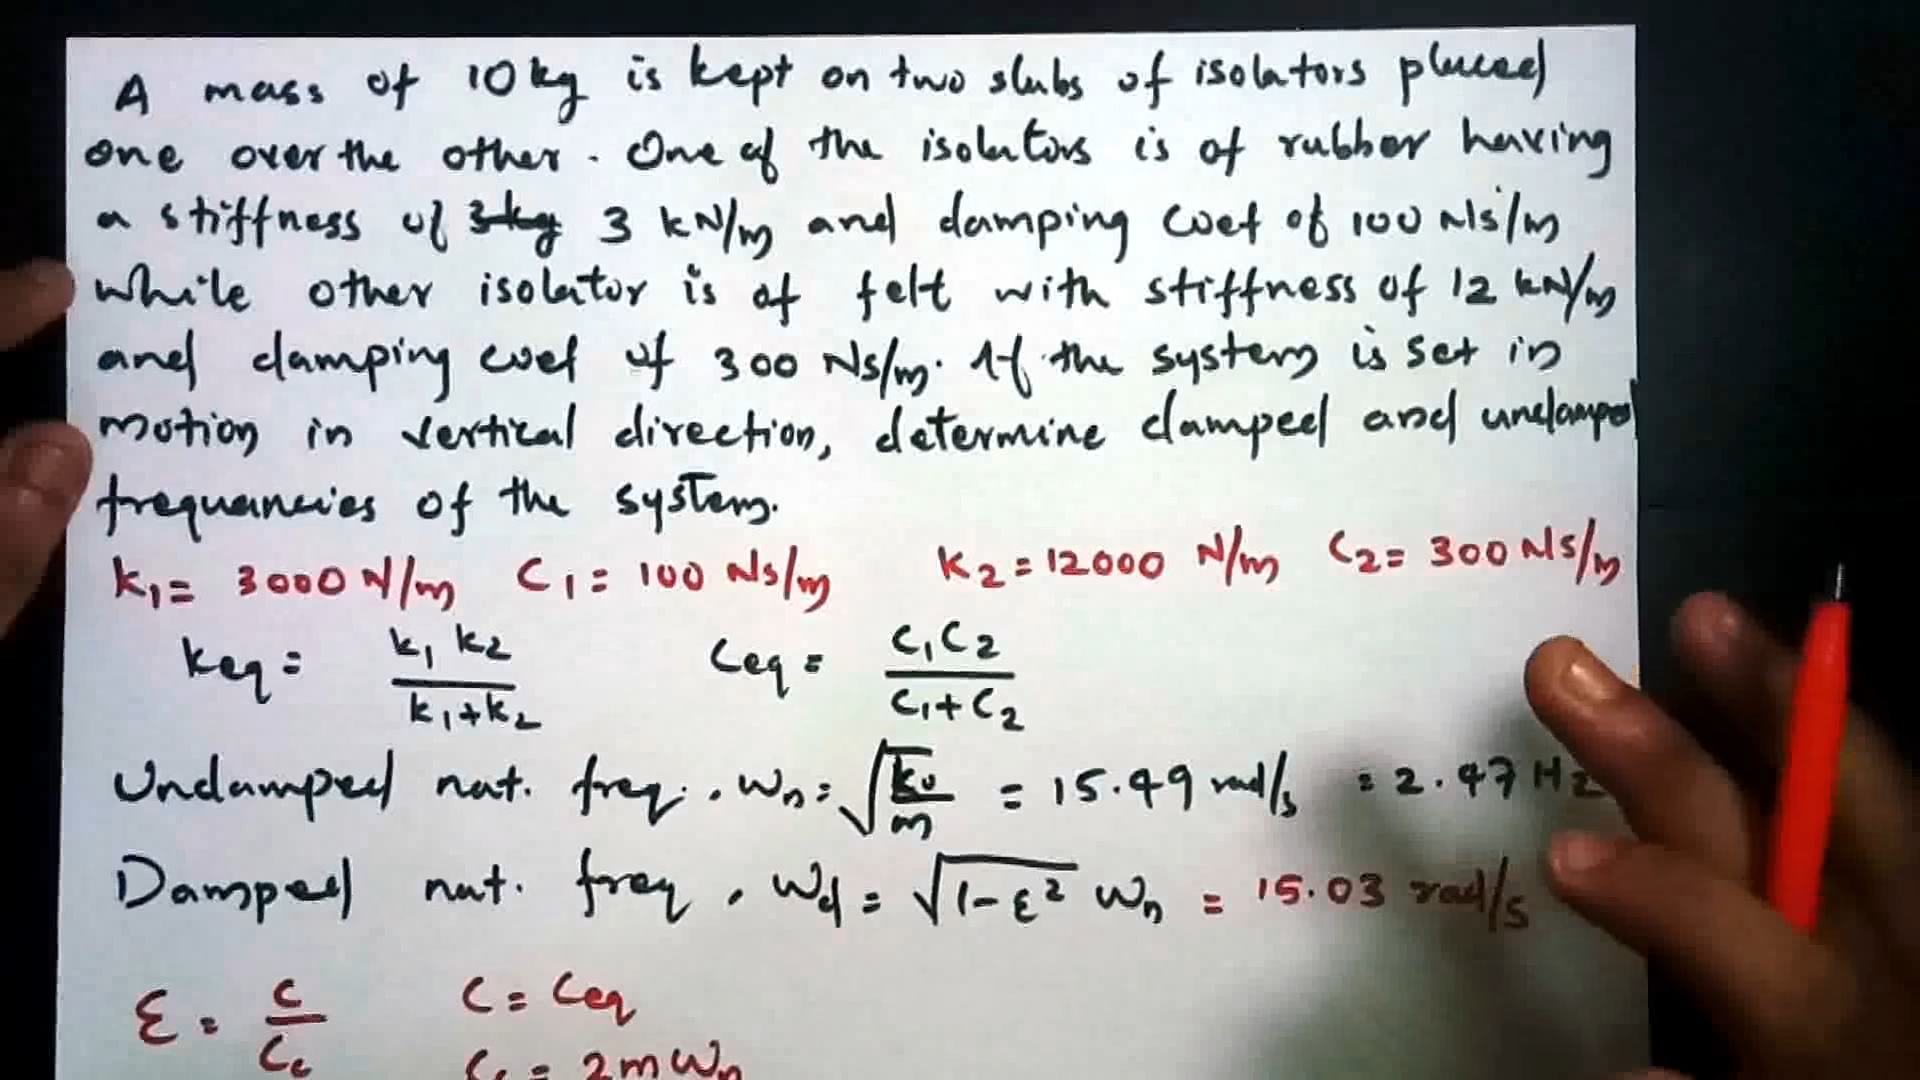 A mass of 10 kg is kept on two slabs of isolators placed
one over the other. One of the isolators is of rubber having
a stiffness of 3kg 3 kN/m and damping coef of 100 Ns/m
while other isolator is of felt with stiffness of 12 kN/m
and damping coef of 300 Ns/m. If the system is set in
motion in vertical direction, determine damped and undamped
frequencies of the system.
K1 = 3000 N/m C1 = 100 Ns/m K2 = 12000 N/m C2 = 300 Ns/m
Keq = k1 k2 / k1+k2 Ceq = C1C2 / C1+C2
Undamped nat. freq. ωn = √ m = 15.49 rad/s = 2.47 Hz
Damped nat. freq. ωd = √1-ε² ωn = 15.03 rad/s
ε = C / Cc C = Ceq
Cc = 2mωn